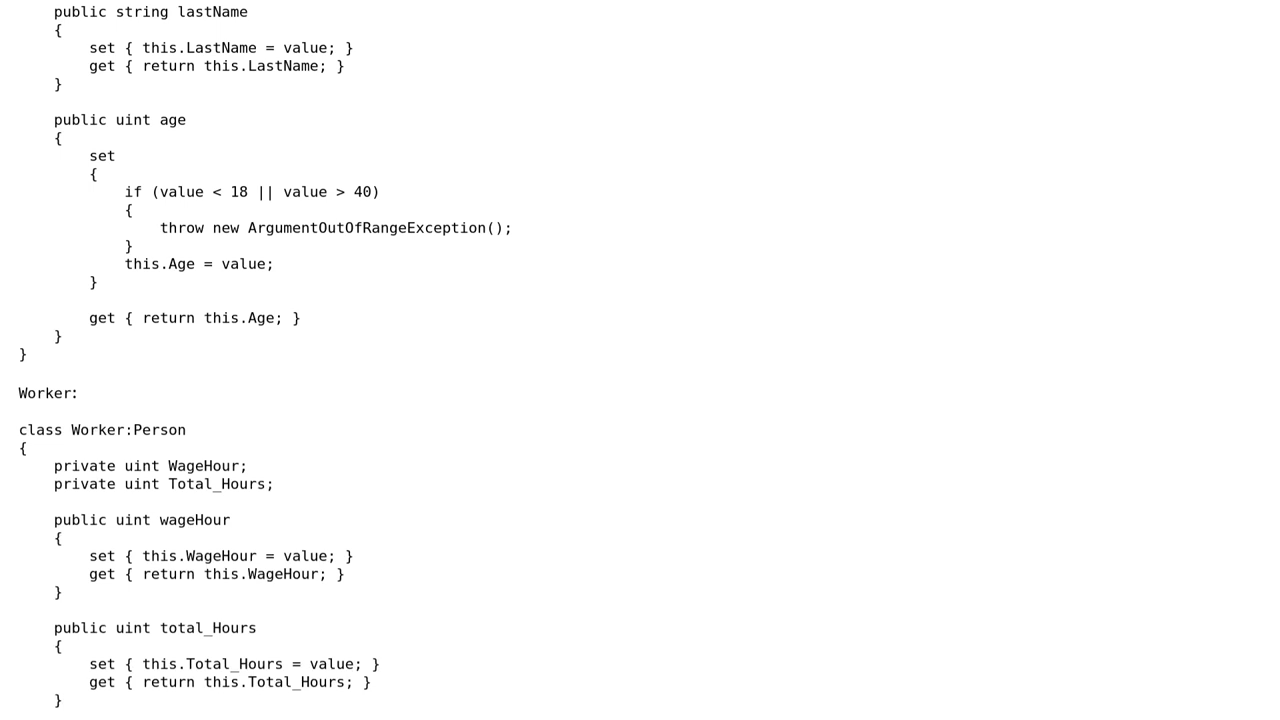 public string lastName
    {
        set { this.LastName = value; }
        get { return this.LastName; }
    }

    public uint age
    {
        set
        {
            if (value < 18 || value > 40)
            {
                throw new ArgumentOutOfRangeException();
            }
            this.Age = value;
        }

        get { return this.Age; }
    }
}

Worker:

class Worker:Person
{
    private uint WageHour;
    private uint Total_Hours;

    public uint wageHour
    {
        set { this.WageHour = value; }
        get { return this.WageHour; }
    }

    public uint total_Hours
    {
        set { this.Total_Hours = value; }
        get { return this.Total_Hours; }
    }